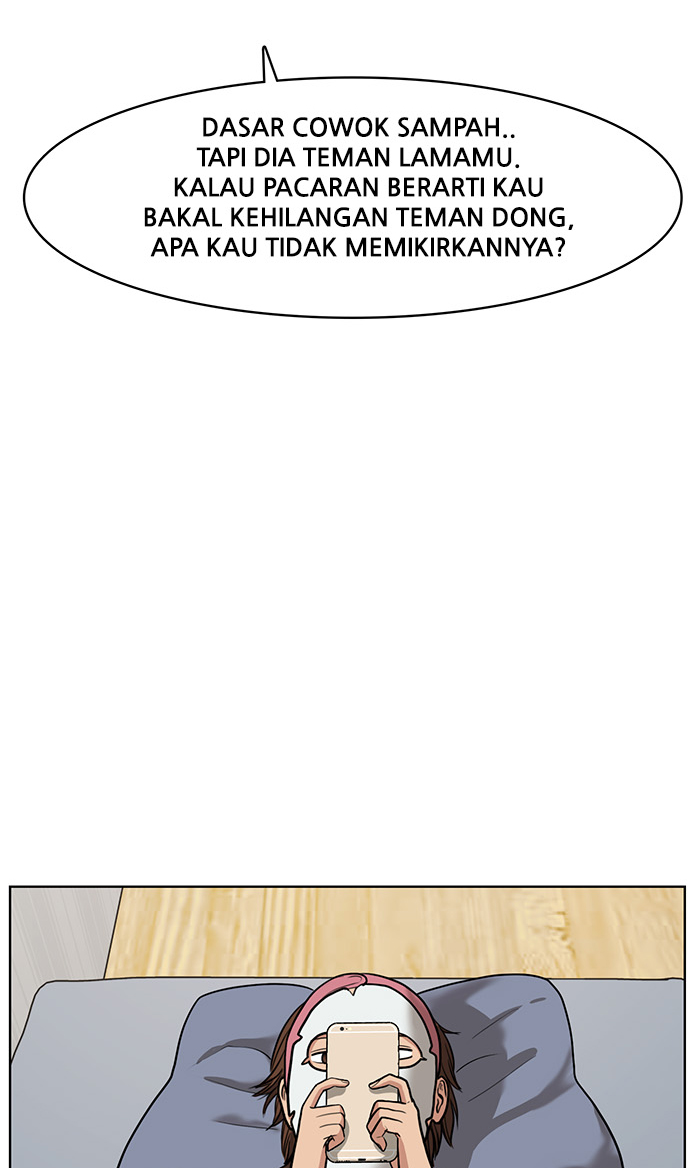 DASAR COWOK SAMPAH..
TAPI DIA TEMAN LAMAMU.
KALAU PACARAN BERARTI KAU
BAKAL KEHILANGAN TEMAN DONG,
APA KAU TIDAK MEMIKIRKANNYA?